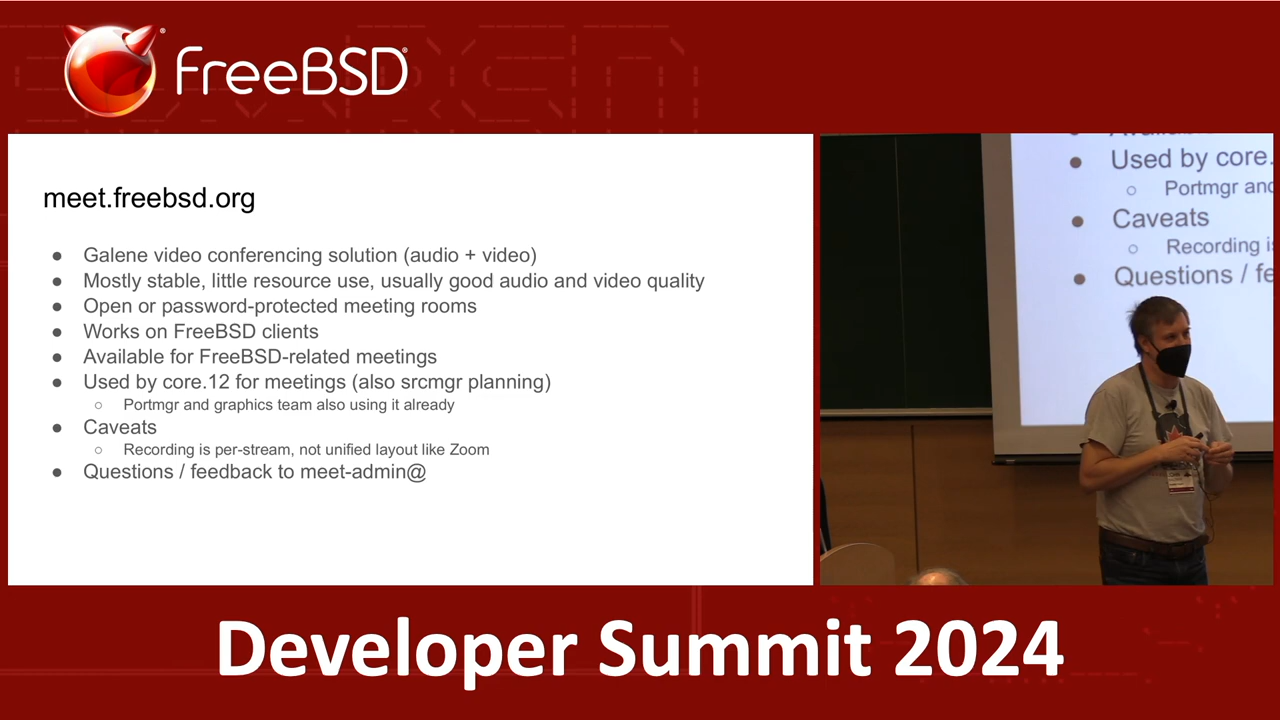 FreeBSD®
meet.freebsd.org
● Galene video conferencing solution (audio + video)
● Mostly stable, little resource use, usually good audio and video quality
● Open or password-protected meeting rooms
● Works on FreeBSD clients
● Available for FreeBSD-related meetings
● Used by core.12 for meetings (also srcmgr planning)
○ Portmgr and graphics team also using it already
● Caveats
○ Recording is per-stream, not unified layout like Zoom
● Questions / feedback to meet-admin@
● Used by core.
○ Portmgr and
● Caveats
○ Recording is
● Questions / fe
Developer Summit 2024